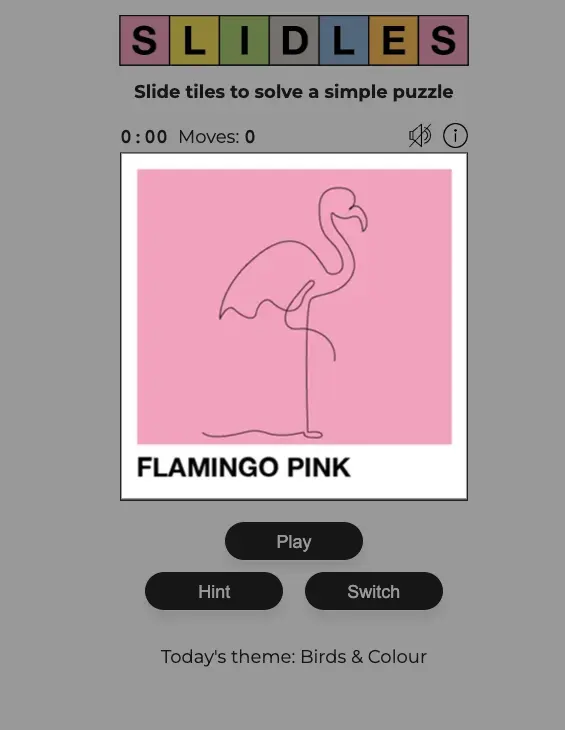 SLIDLES
Slide tiles to solve a simple puzzle
0:00 Moves: 0
FLAMINGO PINK
Play
Hint Switch
Today's theme: Birds & Colour